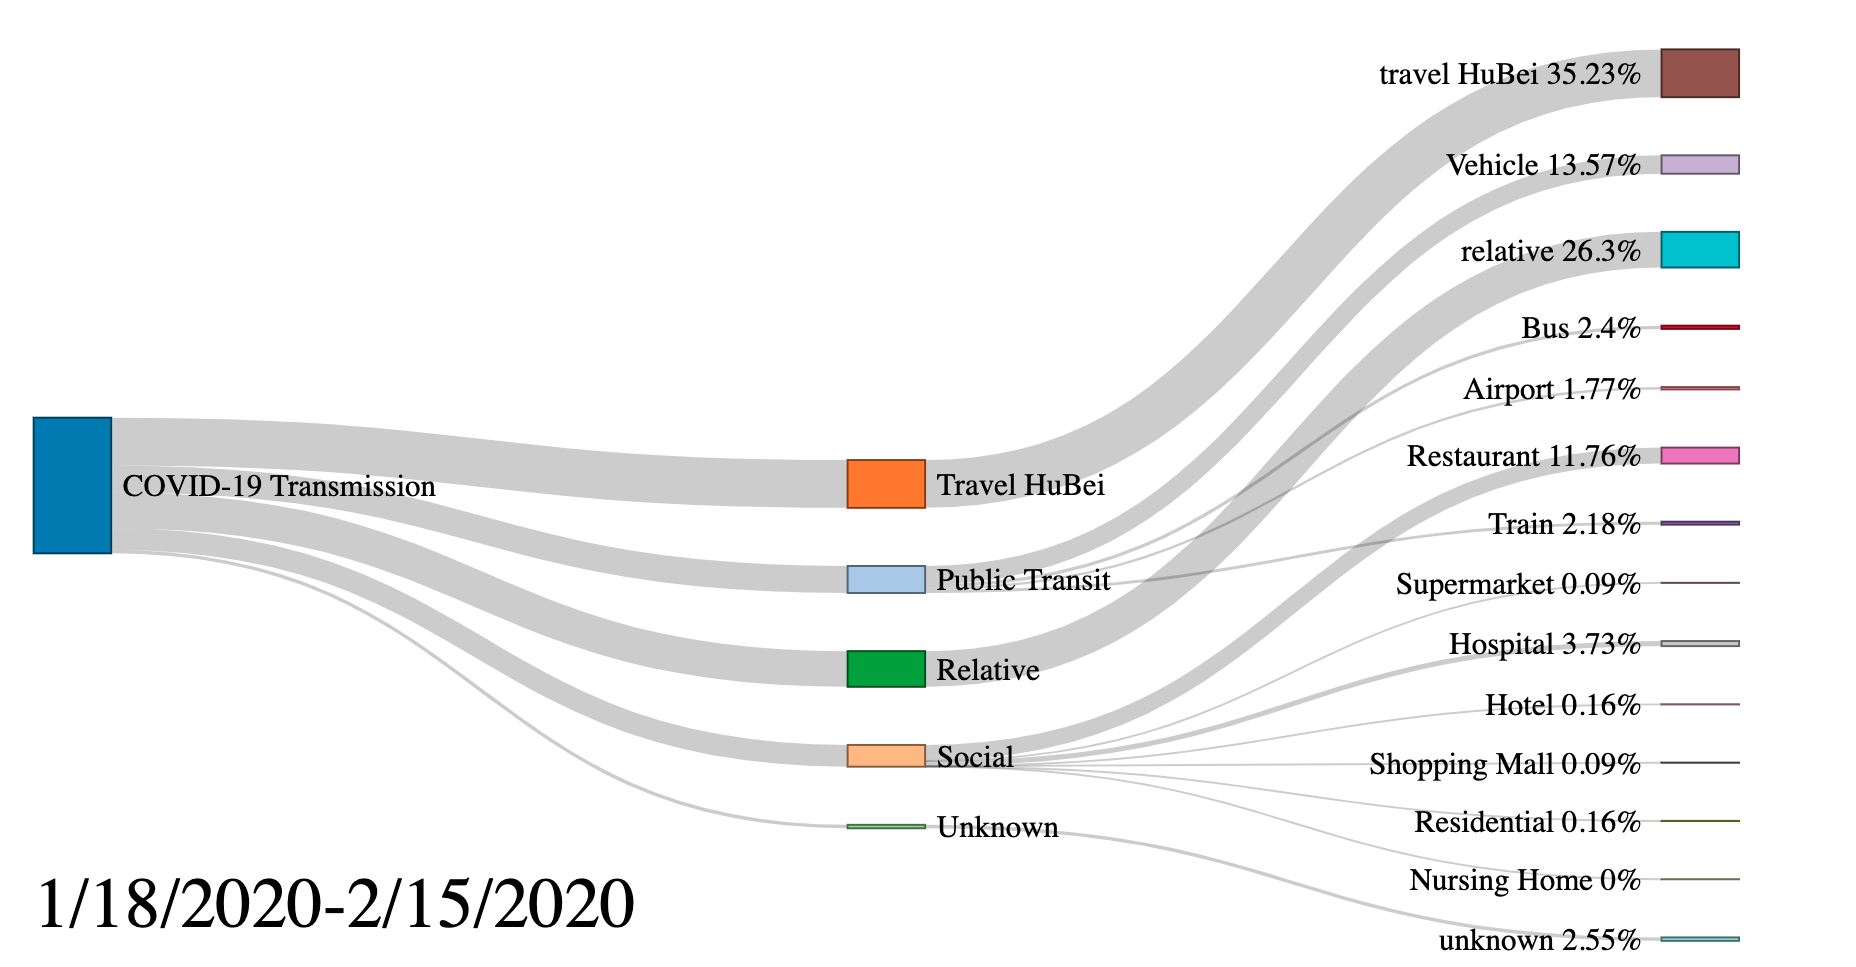 COVID-19 Transmission
Travel HuBei
Public Transit
Relative
Social
Unknown
travel HuBei 35.23%
Vehicle 13.57%
relative 26.3%
Bus 2.4%
Airport 1.77%
Restaurant 11.76%
Train 2.18%
Supermarket 0.09%
Hospital 3.73%
Hotel 0.16%
Shopping Mall 0.09%
Residential 0.16%
Nursing Home 0%
unknown 2.55%
1/18/2020-2/15/2020